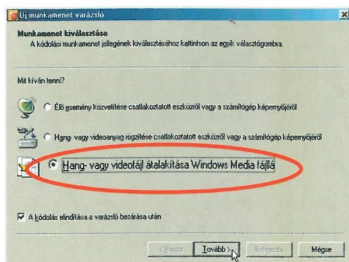 Új munkamenet varázsló
Munkamenet kiválasztása
A kódolási munkamenet jellegének kiválasztásához kattintson az egyik választógombra.
Mit kíván tenni?
Élő esemény közvetítése csatlakoztatott eszközről vagy a számítógép képernyőjéről
Hang- vagy videoanyag rögzítése csatlakoztatott eszközről vagy a számítógép képernyőjéről
Hang- vagy videofájl átalakítása Windows Media fájllá
A kódolás elindítása a varázsló bezárása után
< Vissza Tovább > Befejezés Mégse